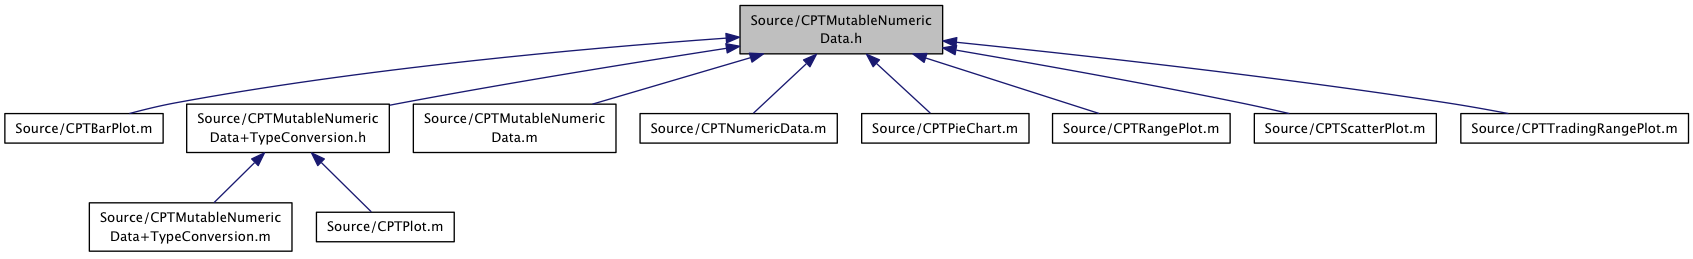 Source/CPTMutableNumeric
Data.h
Source/CPTBarPlot.m
Source/CPTMutableNumeric
Data+TypeConversion.h
Source/CPTMutableNumeric
Data.m
Source/CPTNumericData.m
Source/CPTPieChart.m
Source/CPTRangePlot.m
Source/CPTScatterPlot.m
Source/CPTTradingRangePlot.m
Source/CPTMutableNumeric
Data+TypeConversion.m
Source/CPTPlot.m